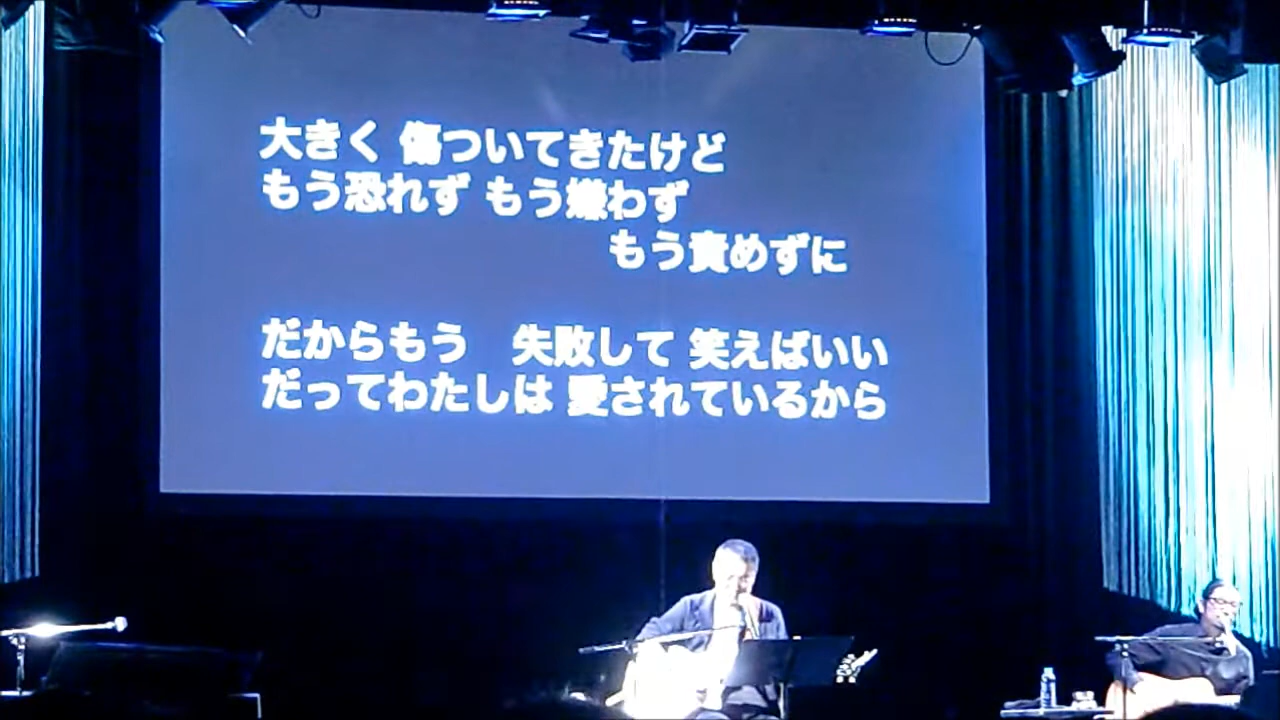 大きく 傷ついてきたけど
もう恐れず もう嫌わず
もう責めずに
だからもう　失敗して 笑えばいい
だってわたしは 愛されているから